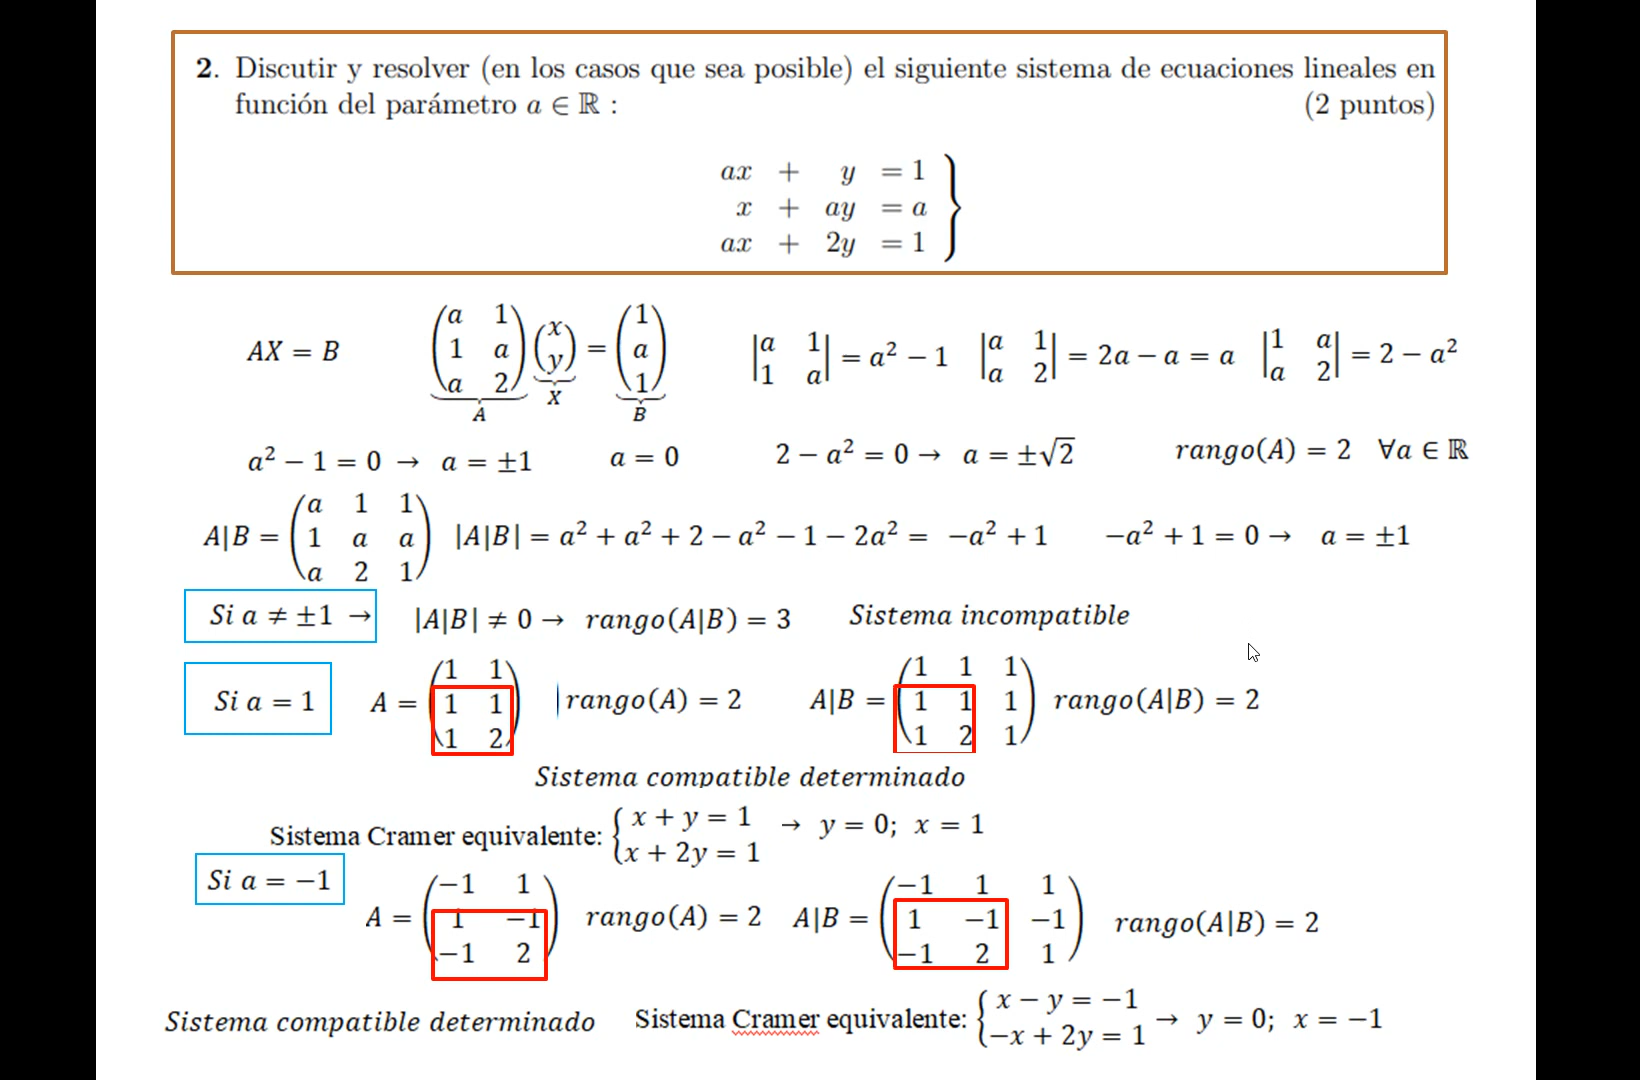 2. Discutir y resolver (en los casos que sea posible) el siguiente sistema de ecuaciones lineales en
función del parámetro a ∈ ℝ : (2 puntos)
ax + y = 1
x + ay = a
ax + 2y = 1
AX = B
(a 1; 1 a; a 2) (x; y) = (1; a; 1)
A X B
|a 1; 1 a| = a² − 1 |a 1; a 2| = 2a − a = a |1 a; a 2| = 2 − a²
a² − 1 = 0 → a = ±1 a = 0 2 − a² = 0 → a = ±√2 rango(A) = 2 ∀a ∈ ℝ
A|B = (a 1 1; 1 a a; a 2 1) |A|B| = a² + a² + 2 − a² − 1 − 2a² = −a² + 1 −a² + 1 = 0 → a = ±1
Si a ≠ ±1 → |A|B| ≠ 0 → rango(A|B) = 3 Sistema incompatible
Si a = 1 A = (1 1; 1 1; 1 2) rango(A) = 2 A|B = (1 1 1; 1 1 1; 1 2 1) rango(A|B) = 2
Sistema compatible determinado
Sistema Cramer equivalente: {x + y = 1; x + 2y = 1 → y = 0; x = 1
Si a = −1 A = (−1 1; 1 −1; −1 2) rango(A) = 2 A|B = (−1 1 1; 1 −1 −1; −1 2 1) rango(A|B) = 2
Sistema compatible determinado Sistema Cramer equivalente: {x − y = −1; −x + 2y = 1 → y = 0; x = −1